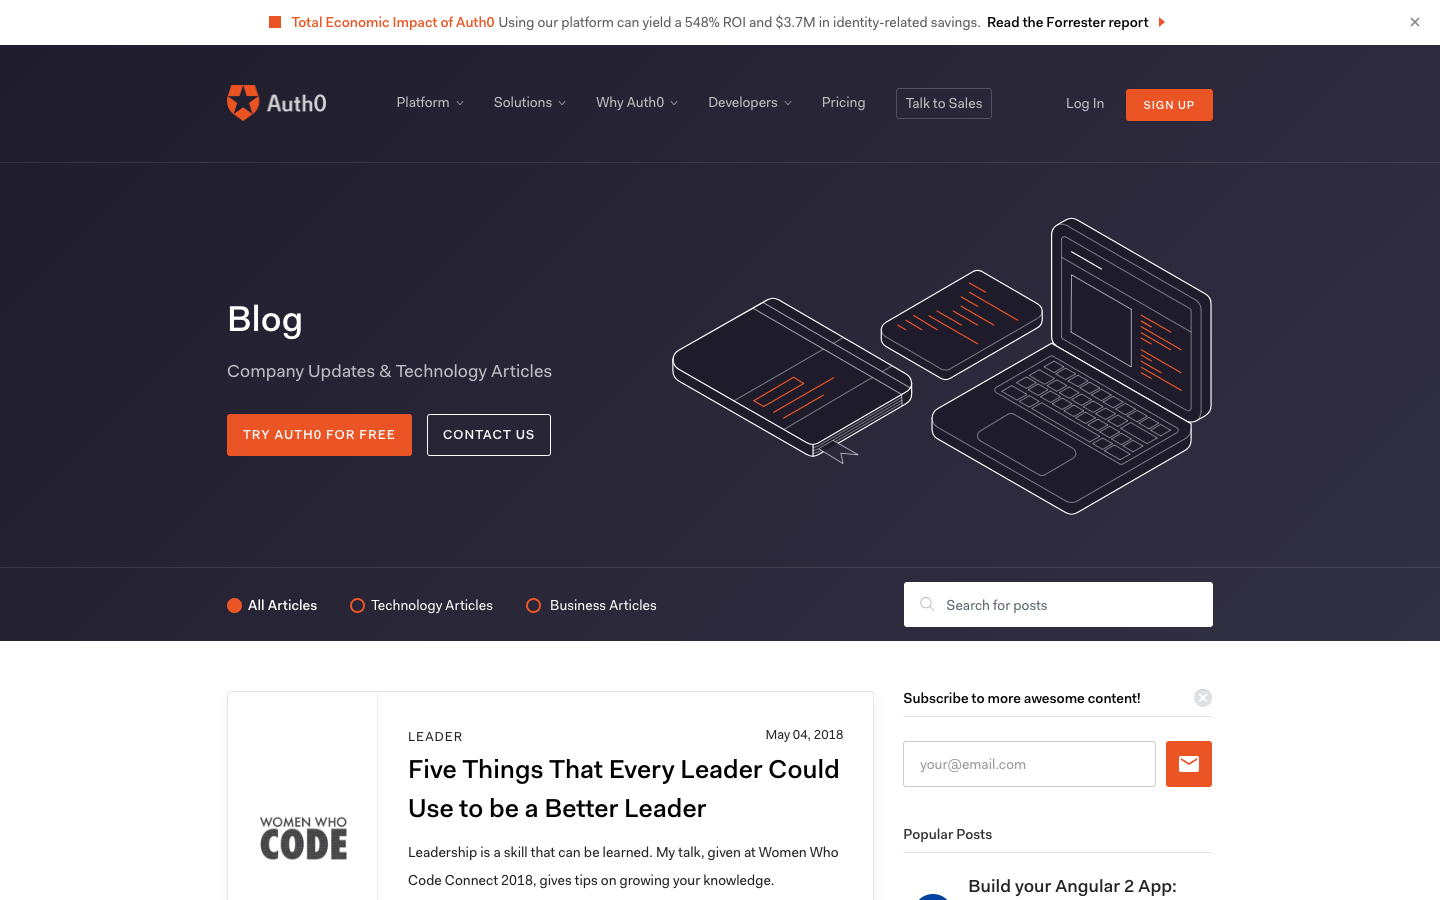 Total Economic Impact of Auth0 Using our platform can yield a 548% ROI and $3.7M in identity-related savings. Read the Forrester report
Auth0
Platform
Solutions
Why Auth0
Developers
Pricing
Talk to Sales
Log In
SIGN UP
Blog
Company Updates & Technology Articles
TRY AUTH0 FOR FREE
CONTACT US
All Articles
Technology Articles
Business Articles
Search for posts
WOMEN WHO
CODE
LEADER
May 04, 2018
Five Things That Every Leader Could
Use to be a Better Leader
Leadership is a skill that can be learned. My talk, given at Women Who
Code Connect 2018, gives tips on growing your knowledge.
Subscribe to more awesome content!
your@email.com
Popular Posts
Build your Angular 2 App: